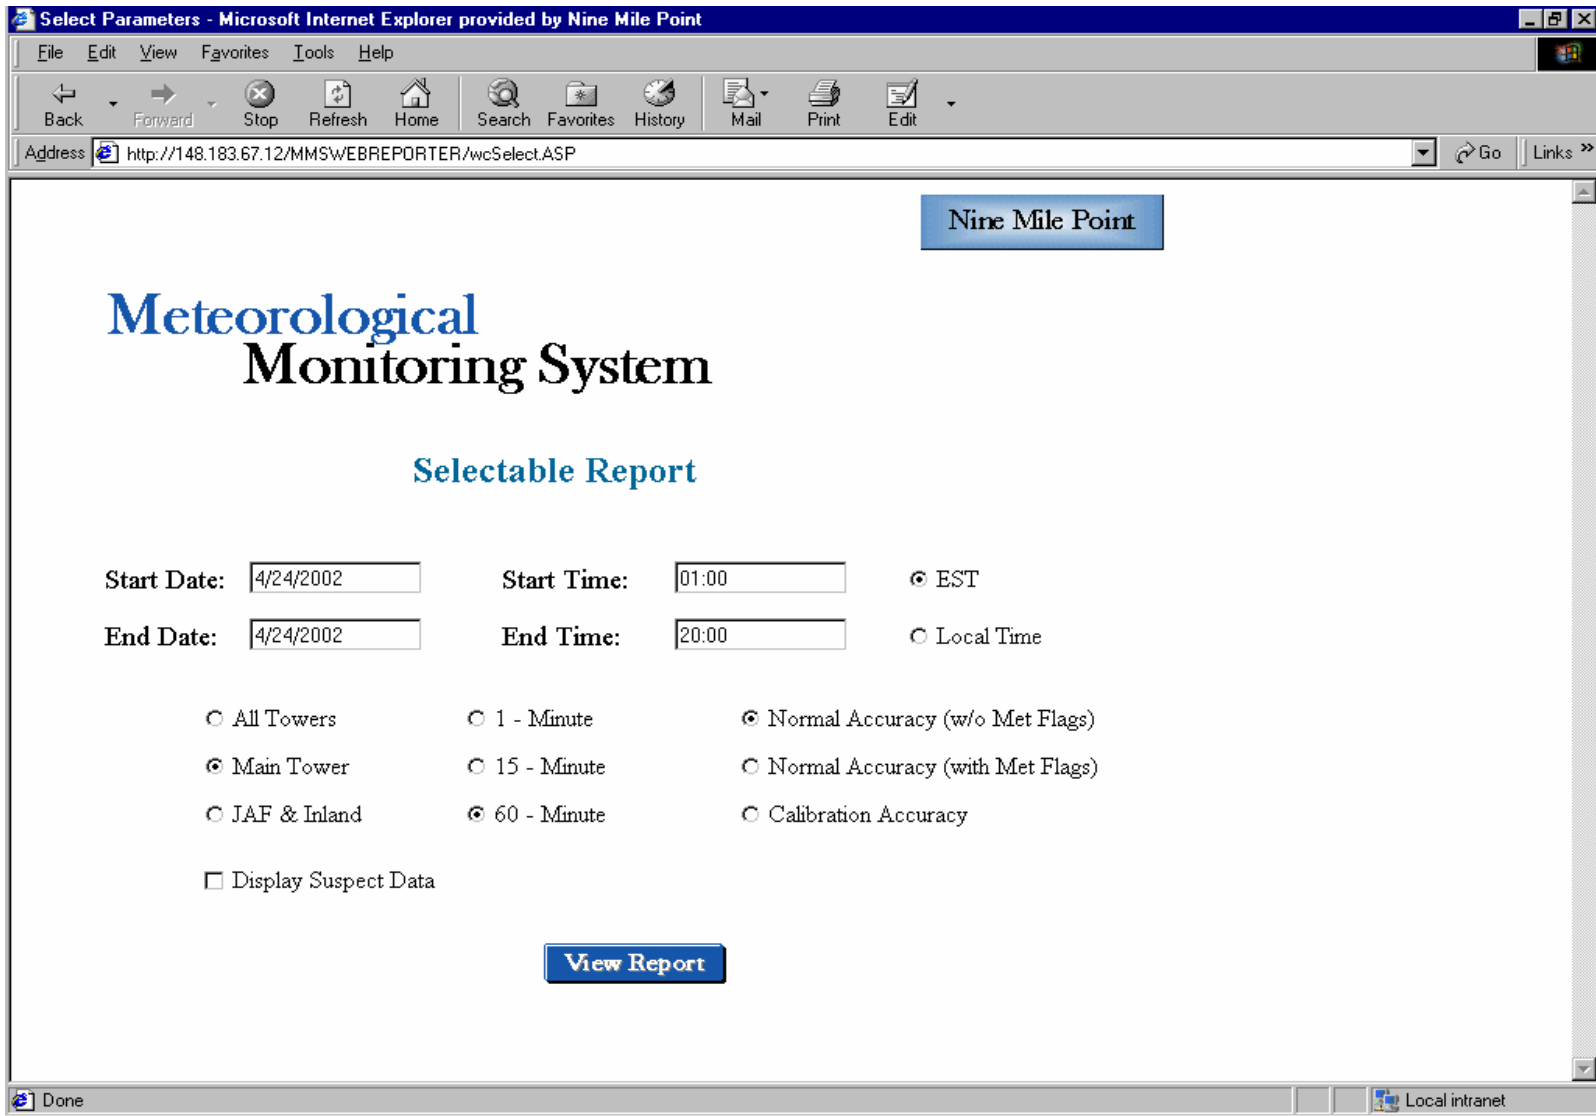 Select Parameters - Microsoft Internet Explorer provided by Nine Mile Point
File Edit View Favorites Tools Help
Back Forward Stop Refresh Home Search Favorites History Mail Print Edit
Address http://148.183.67.12/MMSWEBREPORTER/wcSelect.ASP Go Links »
Nine Mile Point
Meteorological
Monitoring System
Selectable Report
Start Date: 4/24/2002 Start Time: 01:00 EST
End Date: 4/24/2002 End Time: 20:00 Local Time
All Towers 1 - Minute Normal Accuracy (w/o Met Flags)
Main Tower 15 - Minute Normal Accuracy (with Met Flags)
JAF & Inland 60 - Minute Calibration Accuracy
Display Suspect Data
View Report
Done Local intranet